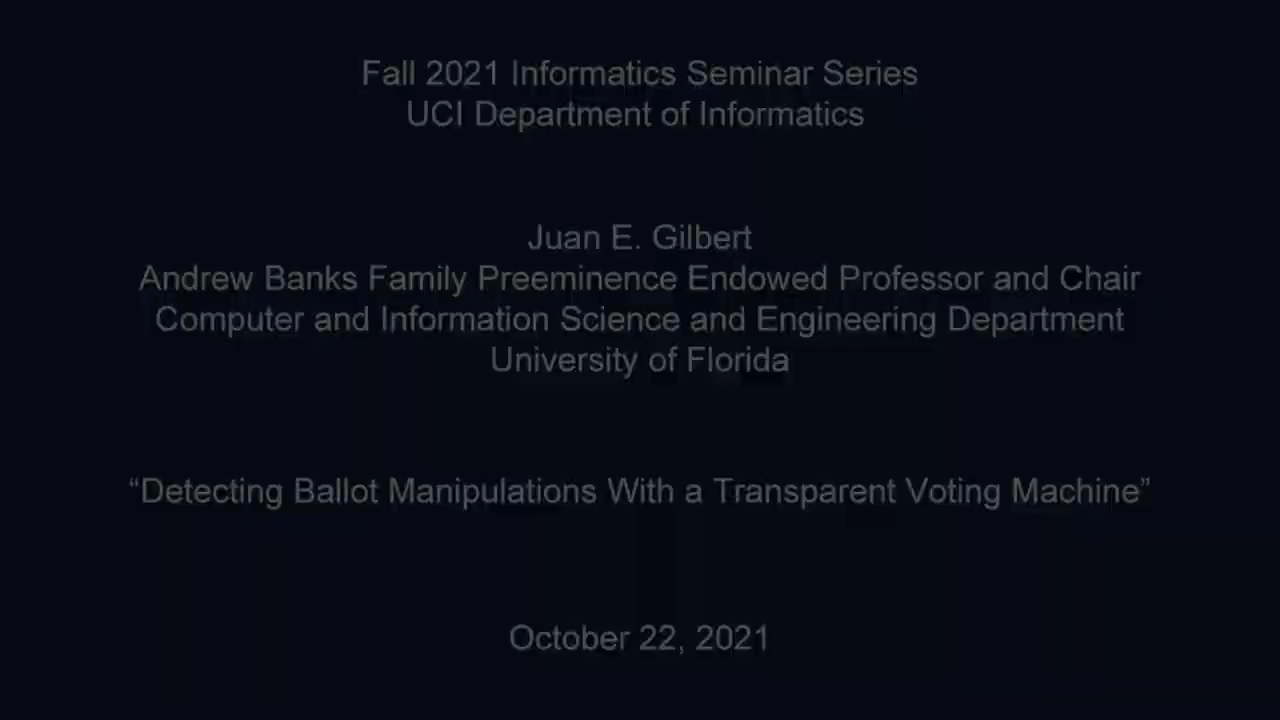 Fall 2021 Informatics Seminar Series
UCI Department of Informatics
Juan E. Gilbert
Andrew Banks Family Preeminence Endowed Professor and Chair
Computer and Information Science and Engineering Department
University of Florida
“Detecting Ballot Manipulations With a Transparent Voting Machine”
October 22, 2021